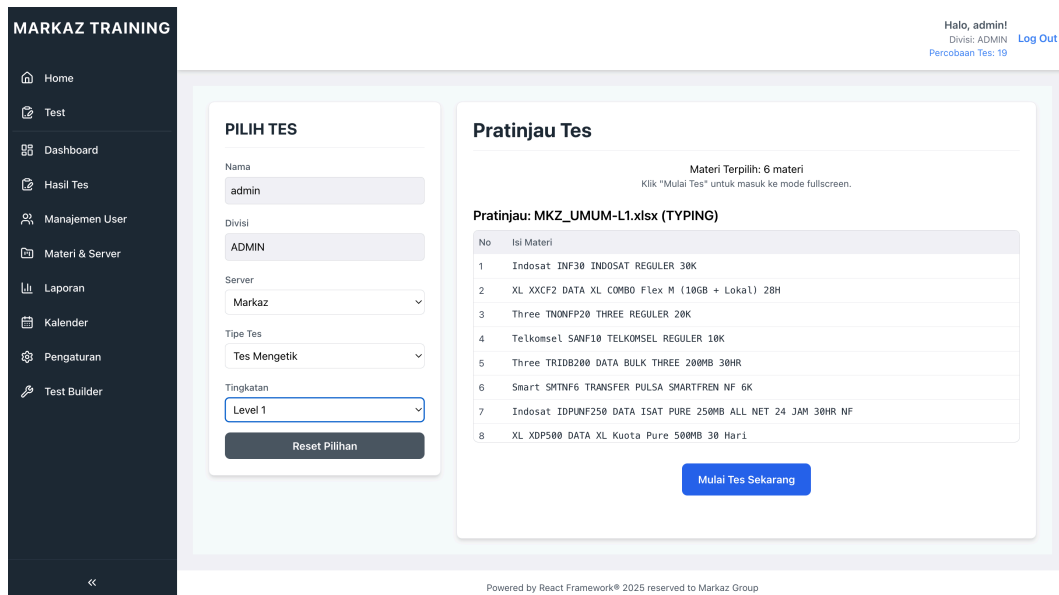 MARKAZ TRAINING
Home
Test
Dashboard
Hasil Tes
Manajemen User
Materi & Server
Laporan
Kalender
Pengaturan
Test Builder
«
Halo, admin!
Divisi: ADMIN
Percobaan Tes: 19
Log Out
PILIH TES
Nama
admin
Divisi
ADMIN
Server
Markaz
Tipe Tes
Tes Mengetik
Tingkatan
Level 1
Reset Pilihan
Pratinjau Tes
Materi Terpilih: 6 materi
Klik "Mulai Tes" untuk masuk ke mode fullscreen.
Pratinjau: MKZ_UMUM-L1.xlsx (TYPING)
No Isi Materi
1 Indosat INF30 INDOSAT REGULER 30K
2 XL XXCF2 DATA XL COMBO Flex M (10GB + Lokal) 28H
3 Three TNONFP20 THREE REGULER 20K
4 Telkomsel SANF10 TELKOMSEL REGULER 10K
5 Three TRIDB200 DATA BULK THREE 200MB 30HR
6 Smart SMTNF6 TRANSFER PULSA SMARTFREN NF 6K
7 Indosat IDPUNF250 DATA ISAT PURE 250MB ALL NET 24 JAM 30HR NF
8 XL XDP500 DATA XL Kuota Pure 500MB 30 Hari
Mulai Tes Sekarang
Powered by React Framework® 2025 reserved to Markaz Group